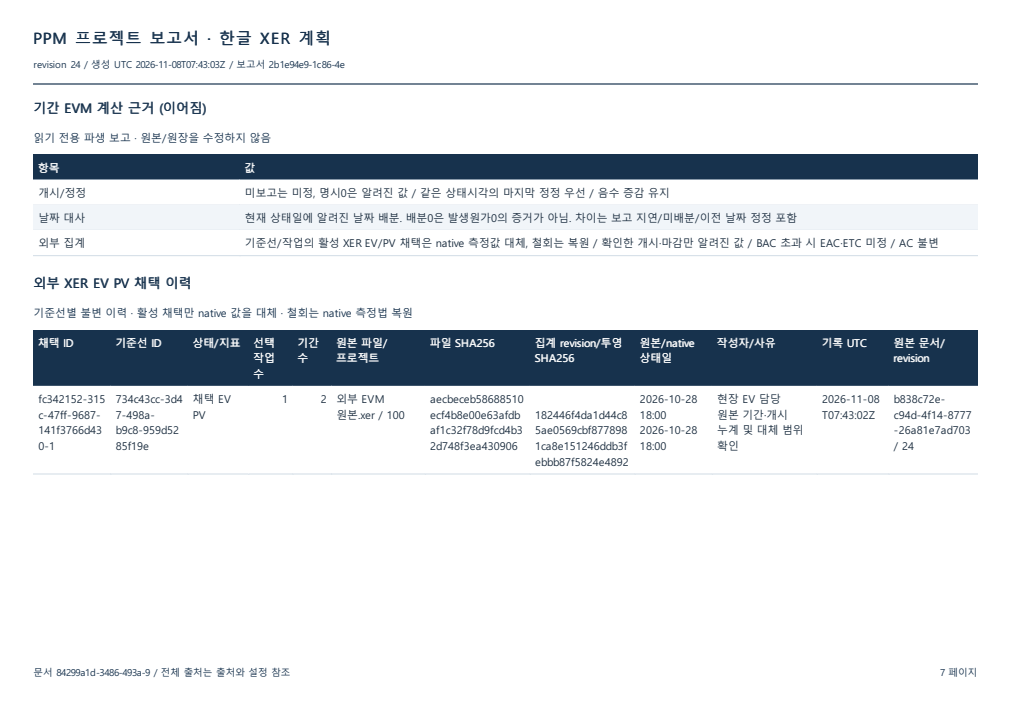 PPM 프로젝트 보고서 · 한글 XER 계획
revision 24 / 생성 UTC 2026-11-08T07:43:03Z / 보고서 2b1e94e9-1c86-4e
기간 EVM 계산 근거 (이어짐)
읽기 전용 파생 보고 · 원본/원장을 수정하지 않음
항목 값
개시/정정 미보고는 미정, 명시0은 알려진 값 / 같은 상태시각의 마지막 정정 우선 / 음수 증감 유지
날짜 대사 현재 상태일에 알려진 날짜 배분. 배분0은 발생원가0의 증거가 아님. 차이는 보고 지연/미배분/이전 날짜 정정 포함
외부 집계 기준선/작업의 활성 XER EV/PV 채택은 native 측정값 대체, 철회는 복원 / 확인한 개시·마감만 알려진 값 / BAC 초과 시 EAC·ETC 미정 / AC 불변
외부 XER EV PV 채택 이력
기준선별 불변 이력 · 활성 채택만 native 값을 대체 · 철회는 native 측정법 복원
채택 ID
기준선 ID
상태/지표
선택
작업
수
기간
수
원본 파일/
프로젝트
파일 SHA256
집계 revision/투영
SHA256
원본/native
상태일
작성자/사유
기록 UTC
원본 문서/
revision
fc342152-315
c-47ff-9687-
141f3766d43
0-1
734c43cc-3d4
7-498a-
b9c8-959d52
85f19e
채택 EV
PV
1
2
외부 EVM
원본.xer / 100
aecbeceb58688510
ecf4b8e00e63afdb
af1c32f78d9fcd4b3
2d748f3ea430906
182446f4da1d44c8
5ae0569cbf877898
1ca8e151246ddb3f
ebbb87f5824e4892
2026-10-28
18:00
2026-10-28
18:00
현장 EV 담당
원본 기간·개시
누계 및 대체 범위
확인
2026-11-08
T07:43:02Z
b838c72e-
c94d-4f14-8777
-26a81e7ad703
/ 24
문서 84299a1d-3486-493a-9 / 전체 출처는 출처와 설정 참조
7 페이지